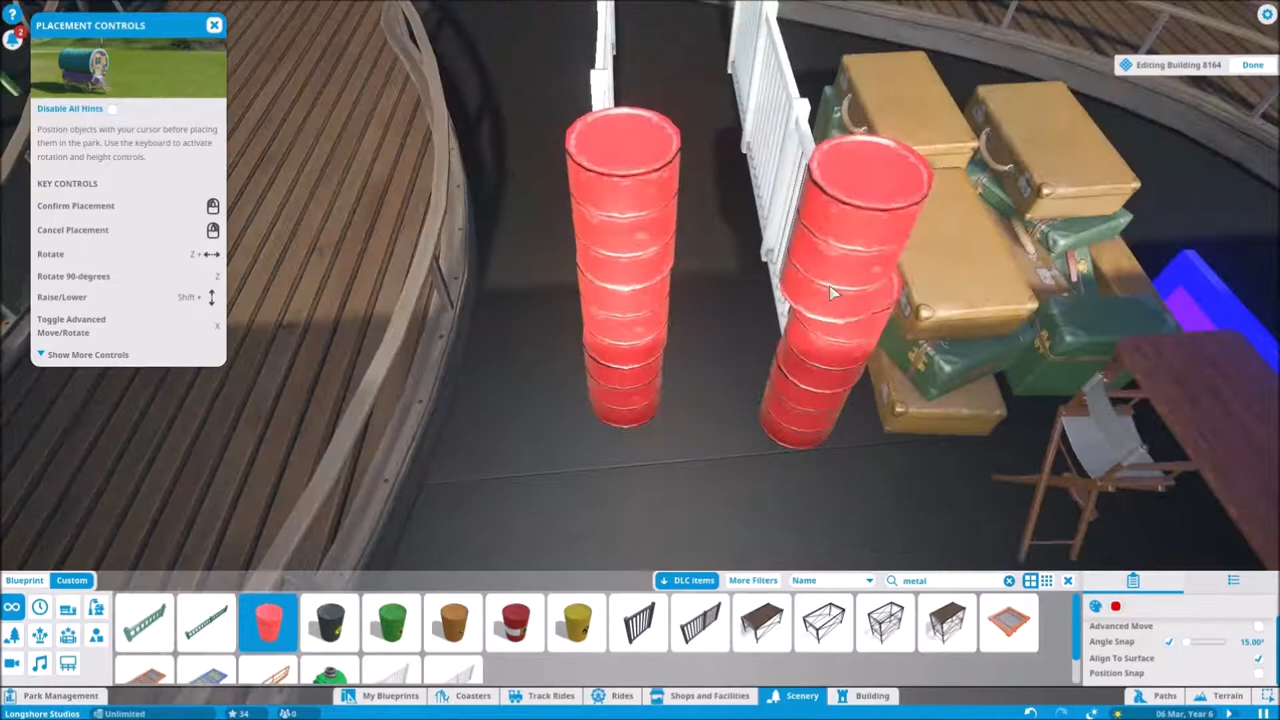 ?
2
PLACEMENT CONTROLS
Disable All Hints
Position objects with your cursor before placing
them in the park. Use the keyboard to activate
rotation and height controls.
KEY CONTROLS
Confirm Placement
Cancel Placement
Rotate Z +
Rotate 90-degrees Z
Raise/Lower Shift +
Toggle Advanced
Move/Rotate X
Show More Controls
Editing Building 8164 Done
Blueprint Custom DLC items More Filters Name metal
Advanced Move
Angle Snap 15.00°
Align To Surface
Position Snap
Park Management My Blueprints Coasters Track Rides Rides Shops and Facilities Scenery Building Paths Terrain
Longshore Studios Unlimited 34 0 06 Mar, Year 6